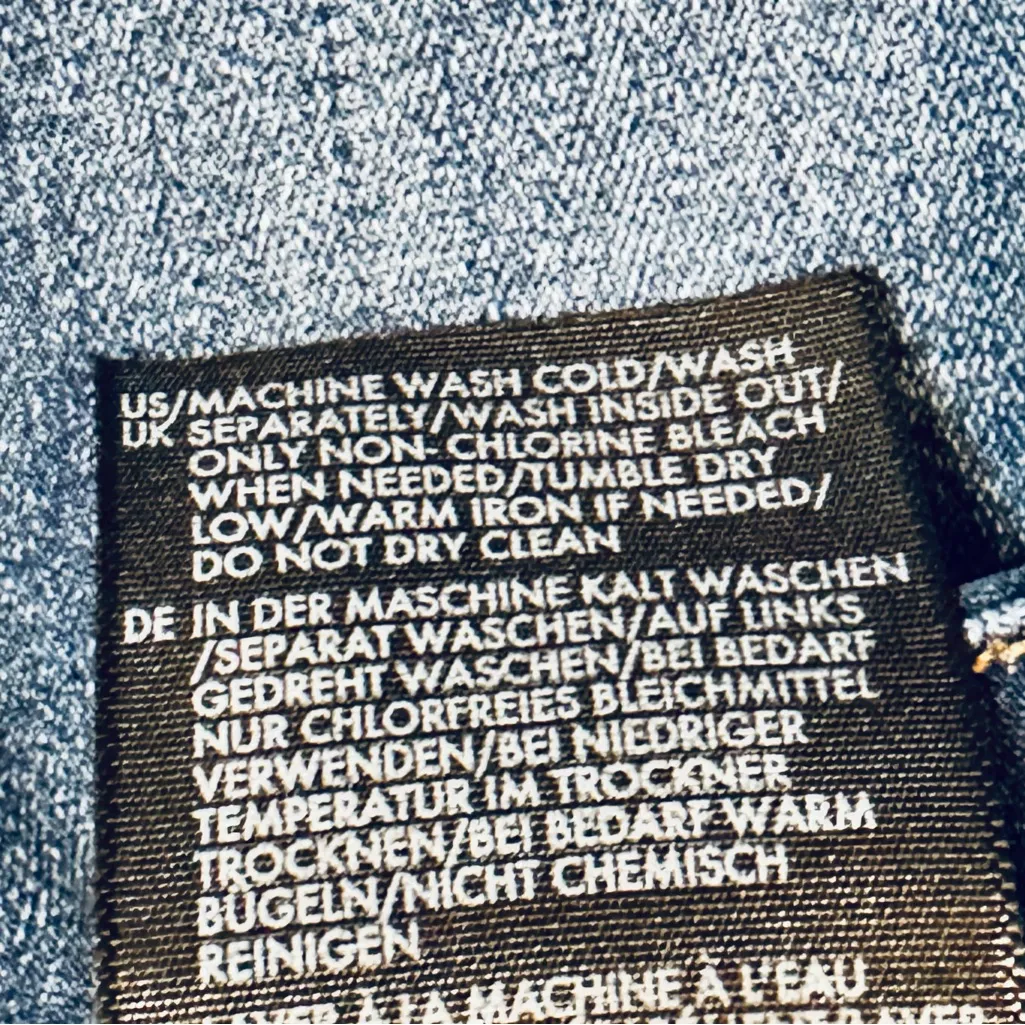 US/MACHINE WASH COLD/WASH
UK SEPARATELY/WASH INSIDE OUT/
ONLY NON- CHLORINE BLEACH
WHEN NEEDED/TUMBLE DRY
LOW/WARM IRON IF NEEDED/
DO NOT DRY CLEAN
DE IN DER MASCHINE KALT WASCHEN
/SEPARAT WASCHEN/AUF LINKS
GEDREHT WASCHEN/BEI BEDARF
NUR CHLORFREIES BLEICHMITTEL
VERWENDEN/BEI NIEDRIGER
TEMPERATUR IM TROCKNER
TROCKNEN/BEI BEDARF WARM
BÜGELN/NICHT CHEMISCH
REINIGEN
À LA MACHINE À L'EAU